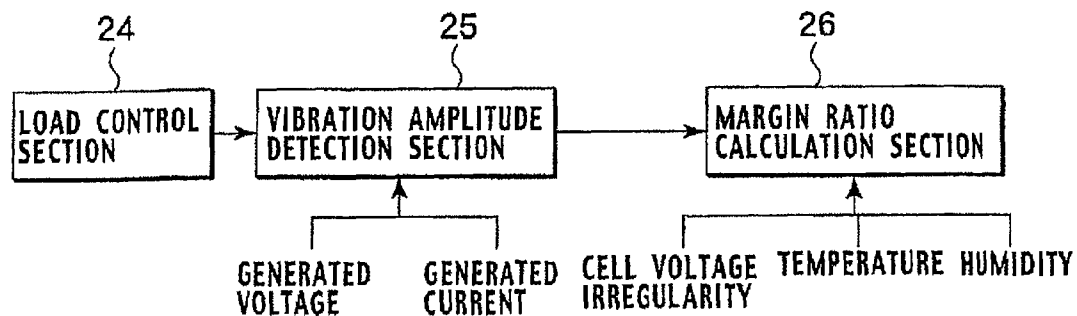 24
25
26
LOAD CONTROL
SECTION
VIBRATION AMPLITUDE
DETECTION SECTION
MARGIN RATIO
CALCULATION SECTION
GENERATED
VOLTAGE
GENERATED
CURRENT
CELL VOLTAGE
IRREGULARITY
TEMPERATURE
HUMIDITY